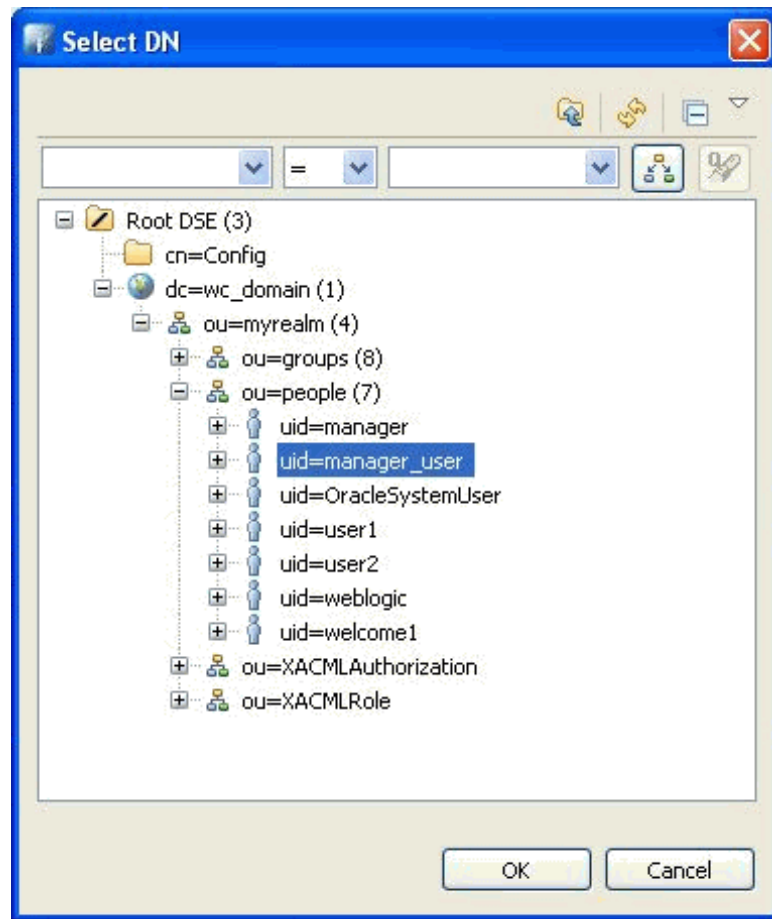 Select DN
=
Root DSE (3)
cn=Config
dc=wc_domain (1)
ou=myrealm (4)
ou=groups (8)
ou=people (7)
uid=manager
uid=manager_user
uid=OracleSystemUser
uid=user1
uid=user2
uid=weblogic
uid=welcome1
ou=XACMLAuthorization
ou=XACMLRole
OK Cancel